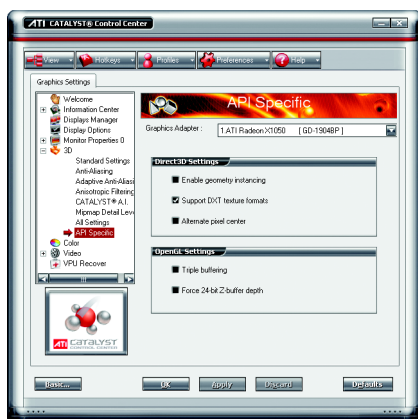 ATI CATALYST® Control Center
View
Hotkeys
Profiles
Preferences
Help
Graphics Settings
Welcome
Information Center
Displays Manager
Display Options
Monitor Properties 0
3D
Standard Settings
Anti-Aliasing
Adaptive Anti-Aliasi
Anisotropic Filtering
CATALYST® A.I.
Mipmap Detail Leve
All Settings
API Specific
Color
Video
VPU Recover
API Specific
Graphics Adapter :
1.ATI Radeon X1050 [ GD-1904BP ]
Direct3D Settings
Enable geometry instancing
Support DXT texture formats
Alternate pixel center
OpenGL Settings
Triple buffering
Force 24-bit Z-buffer depth
ATI CATALYST
CONTROL CENTER
Basic...
OK
Apply
Discard
Defaults